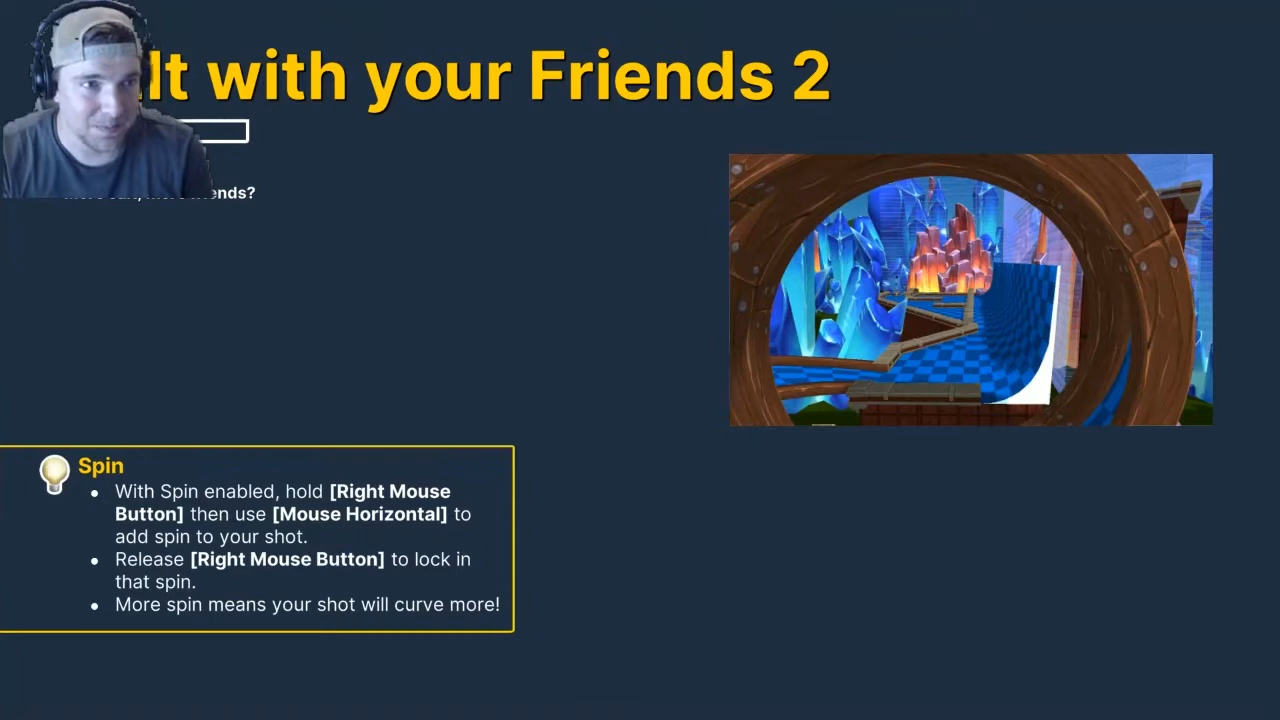 lt with your Friends 2
ends?
Spin
With Spin enabled, hold [Right Mouse
Button] then use [Mouse Horizontal] to
add spin to your shot.
Release [Right Mouse Button] to lock in
that spin.
More spin means your shot will curve more!